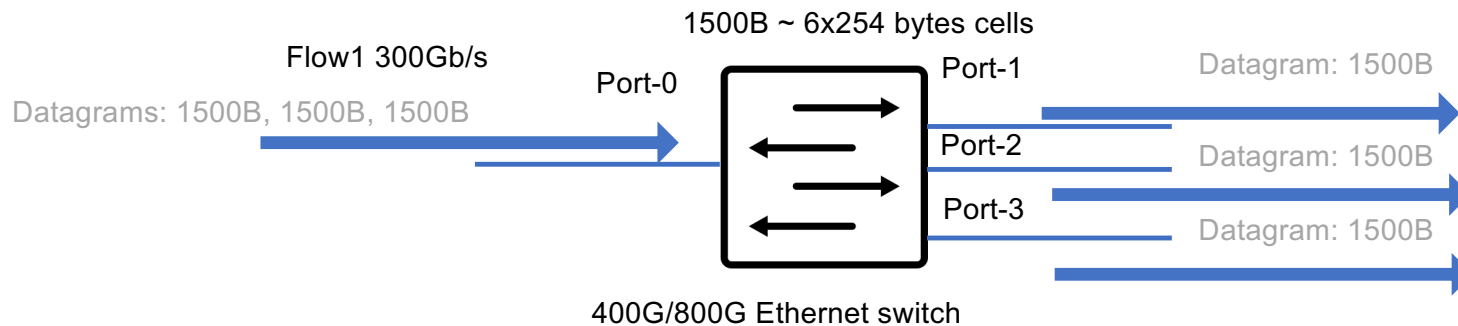 1500B ~ 6x254 bytes cells
Flow1 300Gb/s
Port-0
Port-1
Datagram: 1500B
Datagrams: 1500B, 1500B, 1500B
Port-2
Datagram: 1500B
Port-3
Datagram: 1500B
400G/800G Ethernet switch